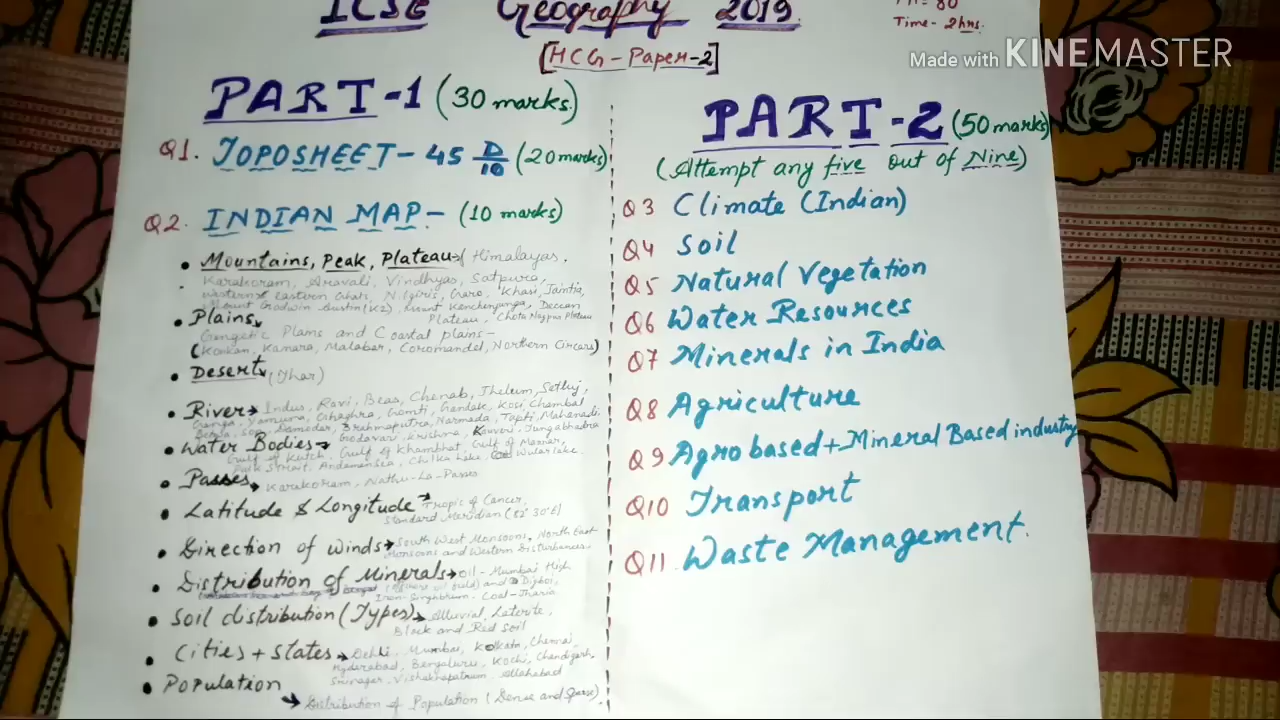 ICSE Geography 2019
Time- 2hrs.
[HCG-Paper-2]
Made with KINEMASTER
PART-1 (30 marks)
Q1. TOPOSHEET- 45 D/10 (20 marks)
Q2. INDIAN MAP- (10 marks)
• Mountains, Peak, Plateau→( Himalayas.
Karakoram, Aravali, Vindhyas, Satpura,
Western & Eastern Ghats, Nilgiris, Garo, Khasi, Jaintia,
Mount Godwin Austin (K2), Mount Kanchenjunga, Deccan
Plateau, Chota Nagpur Plateau
• Plains↘
Gangetic Plans and Coastal plains-
(Konkan, Kanara, Malabar, Coromandel, Northern Circars)
• Desert↘ (Thar)
• River→ Indus, Ravi, Beas, Chenab, Jhelum, Sutlej,
Ganga, Yamuna, Ghaghra, Gomti, Gandak, Kosi Chambal
Betwa, Son, Damodar, Brahmaputra, Narmada, Tapti, Mahanadi
Godavari, Krishna, Kaveri, Tungabhadra
• Water Bodies→
Gulf of Kutch, Gulf of Khambhat, Gulf of Mannar,
Palk Strait, Andaman Sea, Chilka Lake, Wular lake
• Passes→ Karakoram, Nathu-La-Passes
• Latitude & Longitude→ Tropic of Cancer,
Standard Meridian (82° 30'E)
• Direction of winds→ South West Monsoons, North East
Monsoons and Western Disturbances.
• Distribution of Minerals→ Oil- Mumbai High
and Digboi,
Iron-Singhbhum, Coal-Jharia
• Soil distribution (Types)→ Alluvial, Laterite,
Black and Red Soil
• Cities + States→ Dehli, Mumbai, Kolkata, Chennai,
Hyderabad, Bengaluru, Kochi, Chandigarh,
Srinagar, Vishakhapatnam, Allahabad
• Population
→ Distribution of Population (Dense and Sparse)
PART-2 (50 marks)
(Attempt any five out of Nine)
Q3 Climate (Indian)
Q4 Soil
Q5 Natural Vegetation
Q6 Water Resources
Q7 Minerals in India
Q8 Agriculture
Q9 Agrobased+Mineral Based industry
Q10 Transport
Q11 Waste Management.